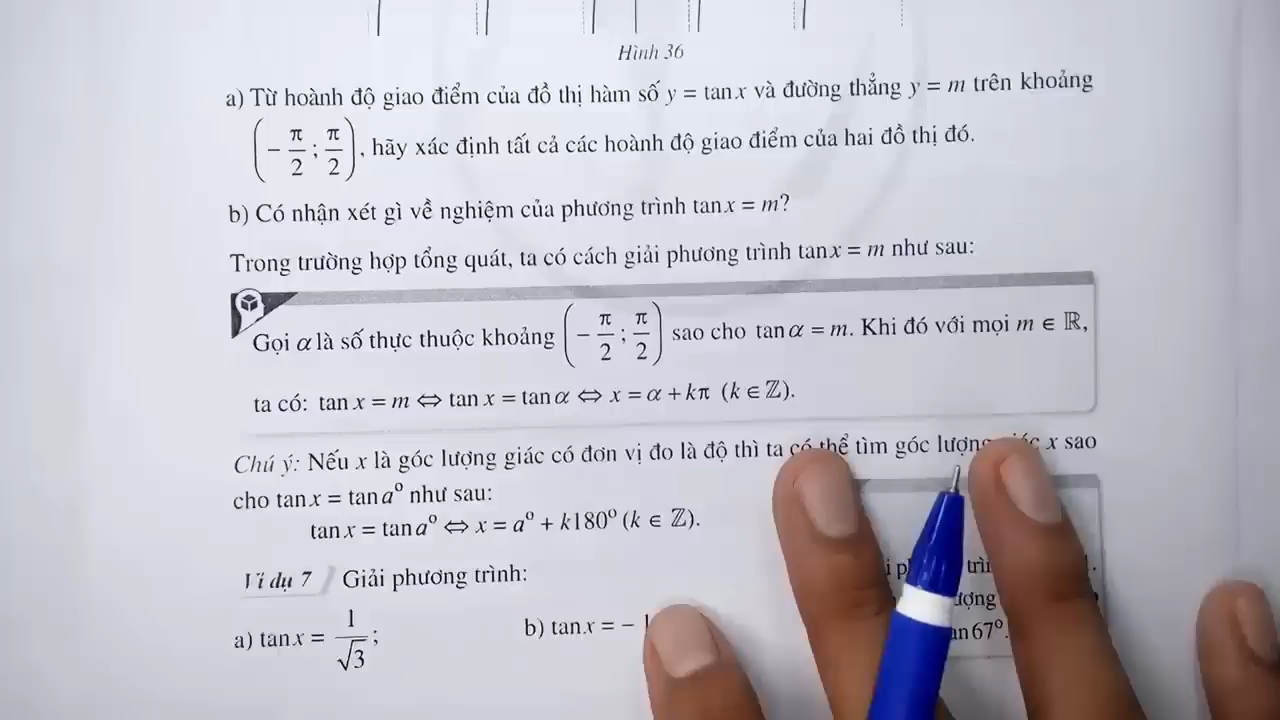 Hình 36
a) Từ hoành độ giao điểm của đồ thị hàm số y = tanx và đường thẳng y = m trên khoảng
(− π/2 ; π/2), hãy xác định tất cả các hoành độ giao điểm của hai đồ thị đó.
b) Có nhận xét gì về nghiệm của phương trình tanx = m?
Trong trường hợp tổng quát, ta có cách giải phương trình tanx = m như sau:
Gọi α là số thực thuộc khoảng (− π/2 ; π/2) sao cho tanα = m. Khi đó với mọi m ∈ ℝ,
ta có: tan x = m ⇔ tan x = tan α ⇔ x = α + kπ (k ∈ ℤ).
Chú ý: Nếu x là góc lượng giác có đơn vị đo là độ thì ta có thể tìm góc lượng x sao
cho tanx = tana° như sau:
tanx = tana° ⇔ x = a° + k180° (k ∈ ℤ).
Ví dụ 7 Giải phương trình:
a) tanx = 1/√3 ;
b) tanx = −
67°.